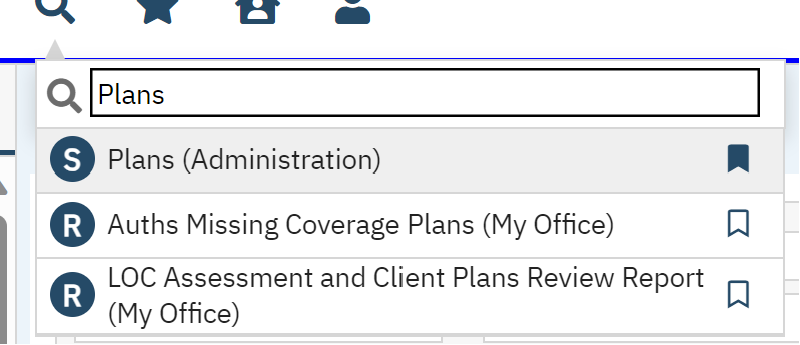 Plans
S Plans (Administration)
R Auths Missing Coverage Plans (My Office)
R LOC Assessment and Client Plans Review Report
(My Office)